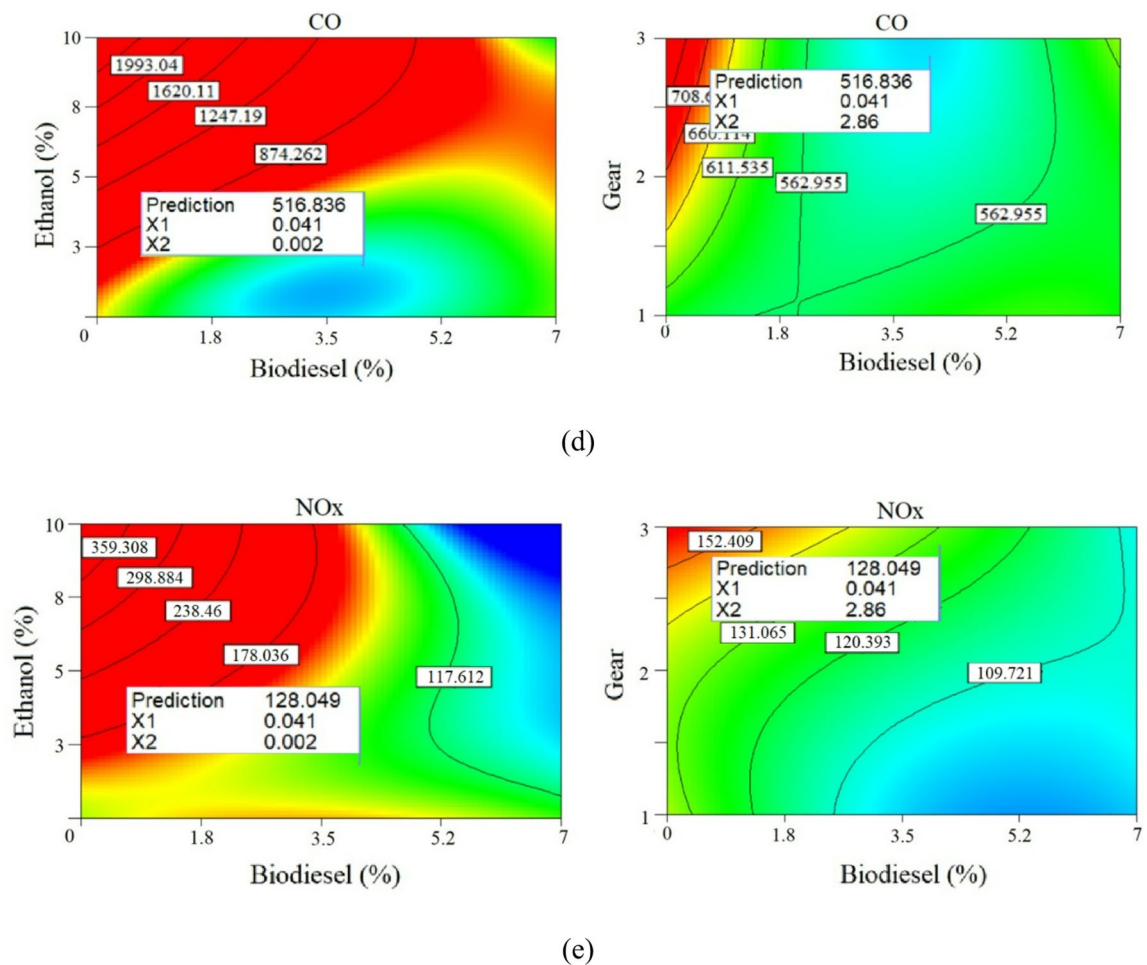 CO
10
8
5
3
Ethanol (%)
1993.04
1620.11
1247.19
874.262
Prediction 516.836
X1 0.041
X2 0.002
0 1.8 3.5 5.2 7
Biodiesel (%)
CO
3
2
1
Gear
708.6
660.114
611.535
562.955
562.955
Prediction 516.836
X1 0.041
X2 2.86
0 1.8 3.5 5.2 7
Biodiesel (%)
(d)
NOx
10
8
5
3
Ethanol (%)
359.308
298.884
238.46
178.036
117.612
Prediction 128.049
X1 0.041
X2 0.002
0 1.8 3.5 5.2 7
Biodiesel (%)
NOx
3
2
1
Gear
152.409
Prediction 128.049
X1 0.041
X2 2.86
131.065
120.393
109.721
0 1.8 3.5 5.2 7
Biodiesel (%)
(e)